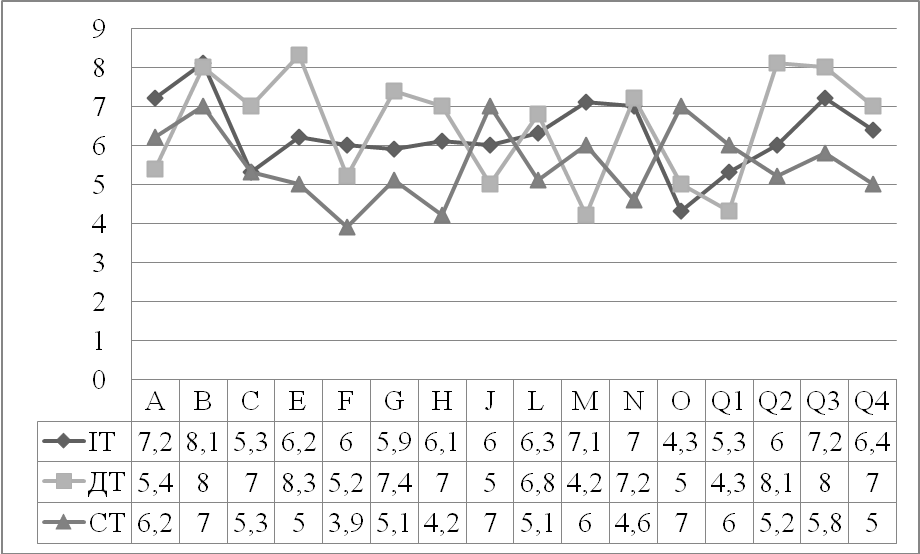 9
8
7
6
5
4
3
2
1
0
A B C E F G H J L M N O Q1 Q2 Q3 Q4
ІТ 7,2 8,1 5,3 6,2 6 5,9 6,1 6 6,3 7,1 7 4,3 5,3 6 7,2 6,4
ДТ 5,4 8 7 8,3 5,2 7,4 7 5 6,8 4,2 7,2 5 4,3 8,1 8 7
СТ 6,2 7 5,3 5 3,9 5,1 4,2 7 5,1 6 4,6 7 6 5,2 5,8 5